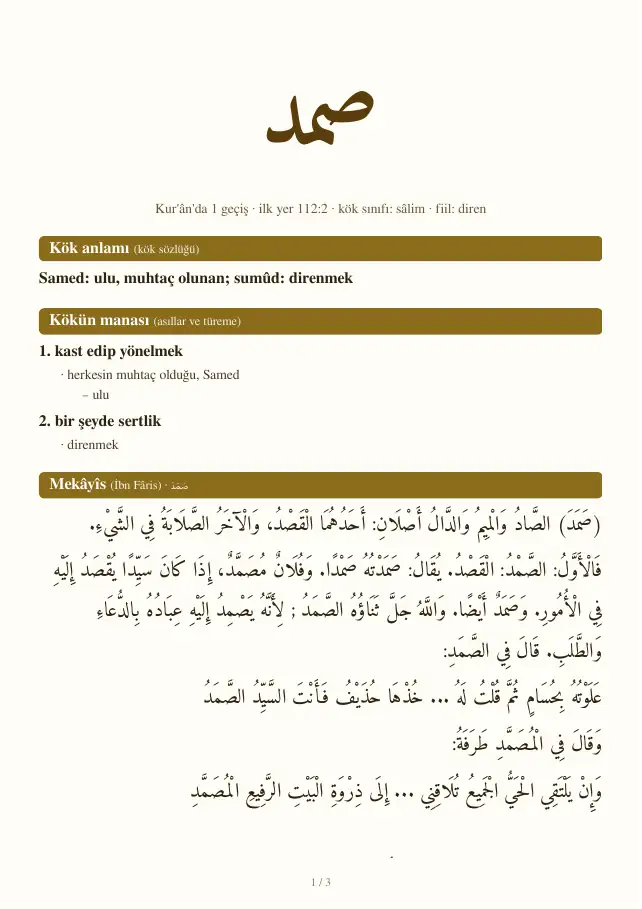 صمد
Kur'ân'da 1 geçiş · ilk yer 112:2 · kök sınıfı: sâlim · fiil: diren
Kök anlamı (kök sözlüğü)
Samed: ulu, muhtaç olunan; sumûd: direnmek
Kökün manası (asıllar ve türeme)
1. kast edip yönelmek
· herkesin muhtaç olduğu, Samed
– ulu
2. bir şeyde sertlik
· direnmek
Mekâyîs (İbn Fâris) · صَمَدَ
(صَمَدَ) الصَّادُ وَالْمِيمُ وَالدَّالُ أَصْلَانِ: أَحَدُهُمَا الْقَصْدُ، وَالْآخَرُ الصَّلَابَةُ فِي الشَّيْءِ.
فَالْأَوَّلُ: الصَّمْدُ: الْقَصْدُ. يُقَالُ: صَمَدْتُهُ صَمْدًا. وَفُلَانٌ مُصَمَّدٌ، إِذَا كَانَ سَيِّدًا يُقْصَدُ إِلَيْهِ
فِي الْأُمُورِ. وَصَمَدٌ أَيْضًا. وَاللَّهُ جَلَّ ثَنَاؤُهُ الصَّمَدُ ; لِأَنَّهُ يَصْمِدُ إِلَيْهِ عِبَادُهُ بِالدُّعَاءِ
وَالطَّلَبِ. قَالَ فِي الصَّمَدِ:
عَلَوْتُهُ بِحُسَامٍ ثُمَّ قُلْتُ لَهُ ... خُذْهَا حُذَيْفُ فَأَنْتَ السَّيِّدُ الصَّمَدُ
وَقَالَ فِي الْمُصَمَّدِ طَرَفَةُ:
وَإِنْ يَلْتَقِي الْحَيُّ الْجَمِيعُ تُلَاقِنِي ... إِلَى ذِرْوَةِ الْبَيْتِ الرَّفِيعِ الْمُصَمَّدِ
.
1 / 3